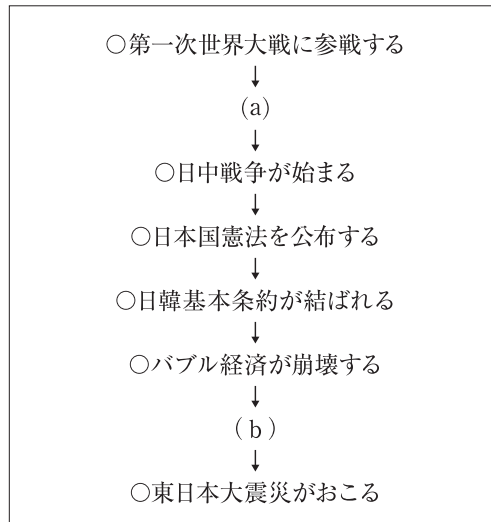 ○第一次世界大戦に参戦する
↓
(a)
↓
○日中戦争が始まる
↓
○日本国憲法を公布する
↓
○日韓基本条約が結ばれる
↓
○バブル経済が崩壊する
↓
(b)
↓
○東日本大震災がおこる